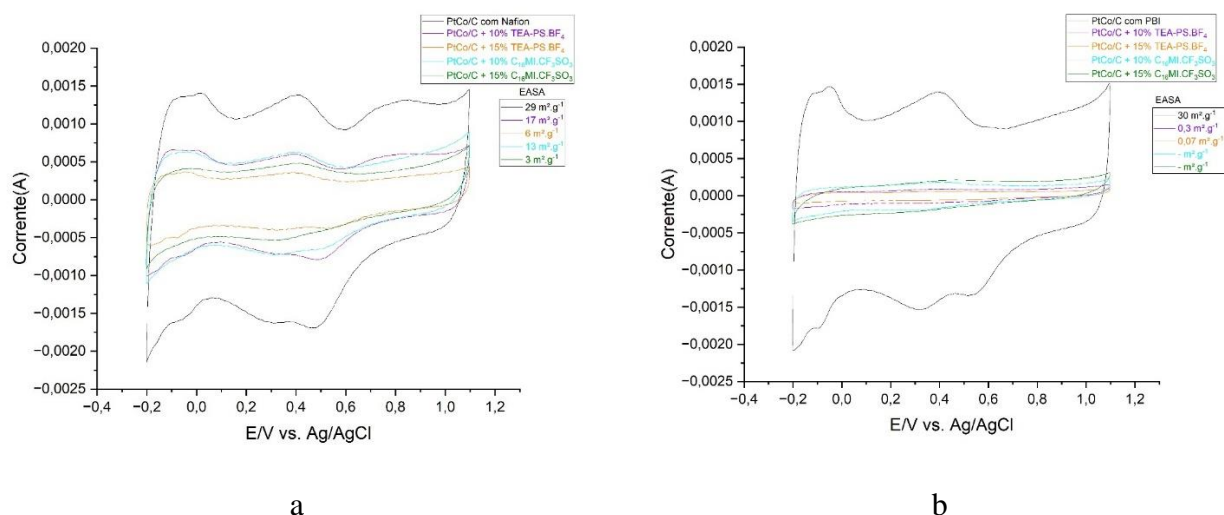 a
PtCo/C com Nafion
PtCo/C + 10% TEA-PS.BF₄
PtCo/C + 15% TEA-PS.BF₄
PtCo/C + 10% C₁₆MI.CF₃SO₃
PtCo/C + 15% C₁₆MI.CF₃SO₃
EASA
29 m².g⁻¹
17 m².g⁻¹
6 m².g⁻¹
13 m².g⁻¹
3 m².g⁻¹
0,0020
0,0015
0,0010
0,0005
0,0000
−0,0005
−0,0010
−0,0015
−0,0020
−0,0025
Corrente(A)
−0,4 −0,2 0,0 0,2 0,4 0,6 0,8 1,0 1,2
E/V vs. Ag/AgCl
a
b
PtCo/C com PBI
PtCo/C + 10% TEA-PS.BF₄
PtCo/C + 15% TEA-PS.BF₄
PtCo/C + 10% C₁₆MI.CF₃SO₃
PtCo/C + 15% C₁₆MI.CF₃SO₃
EASA
30 m².g⁻¹
0,3 m².g⁻¹
0,07 m².g⁻¹
- m².g⁻¹
- m².g⁻¹
0,0020
0,0015
0,0010
0,0005
0,0000
−0,0005
−0,0010
−0,0015
−0,0020
−0,0025
Corrente(A)
−0,4 −0,2 0,0 0,2 0,4 0,6 0,8 1,0 1,2
E/V vs. Ag/AgCl
b